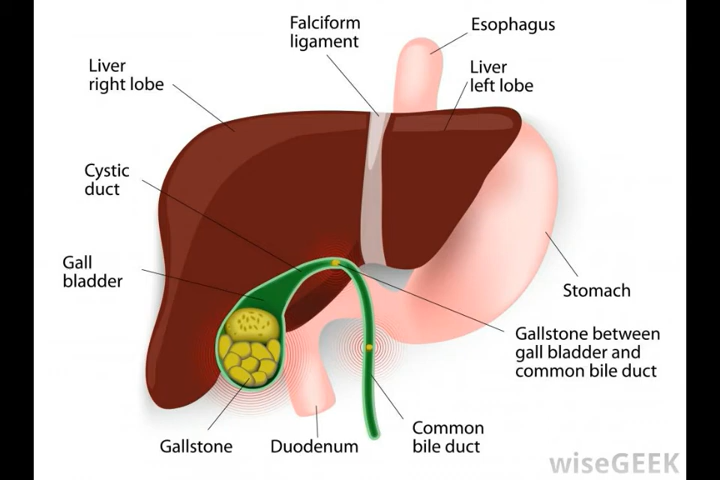 Falciform
ligament
Esophagus
Liver
right lobe
Liver
left lobe
Cystic
duct
Gall
bladder
Stomach
Gallstone between
gall bladder and
common bile duct
Gallstone
Duodenum
Common
bile duct
wiseGEEK